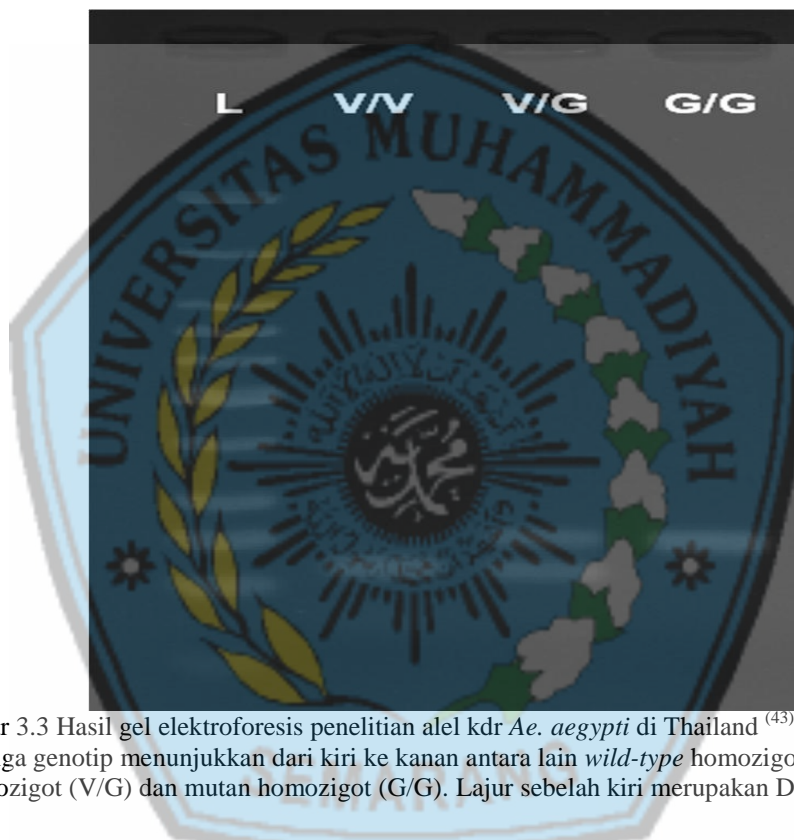 L V/V V/G G/G
UNIVERSITAS MUHAMMADIYAH
SEMARANG
r 3.3 Hasil gel elektroforesis penelitian alel kdr Ae. aegypti di Thailand (43)
ga genotip menunjukkan dari kiri ke kanan antara lain wild-type homozigo
ozigot (V/G) dan mutan homozigot (G/G). Lajur sebelah kiri merupakan D